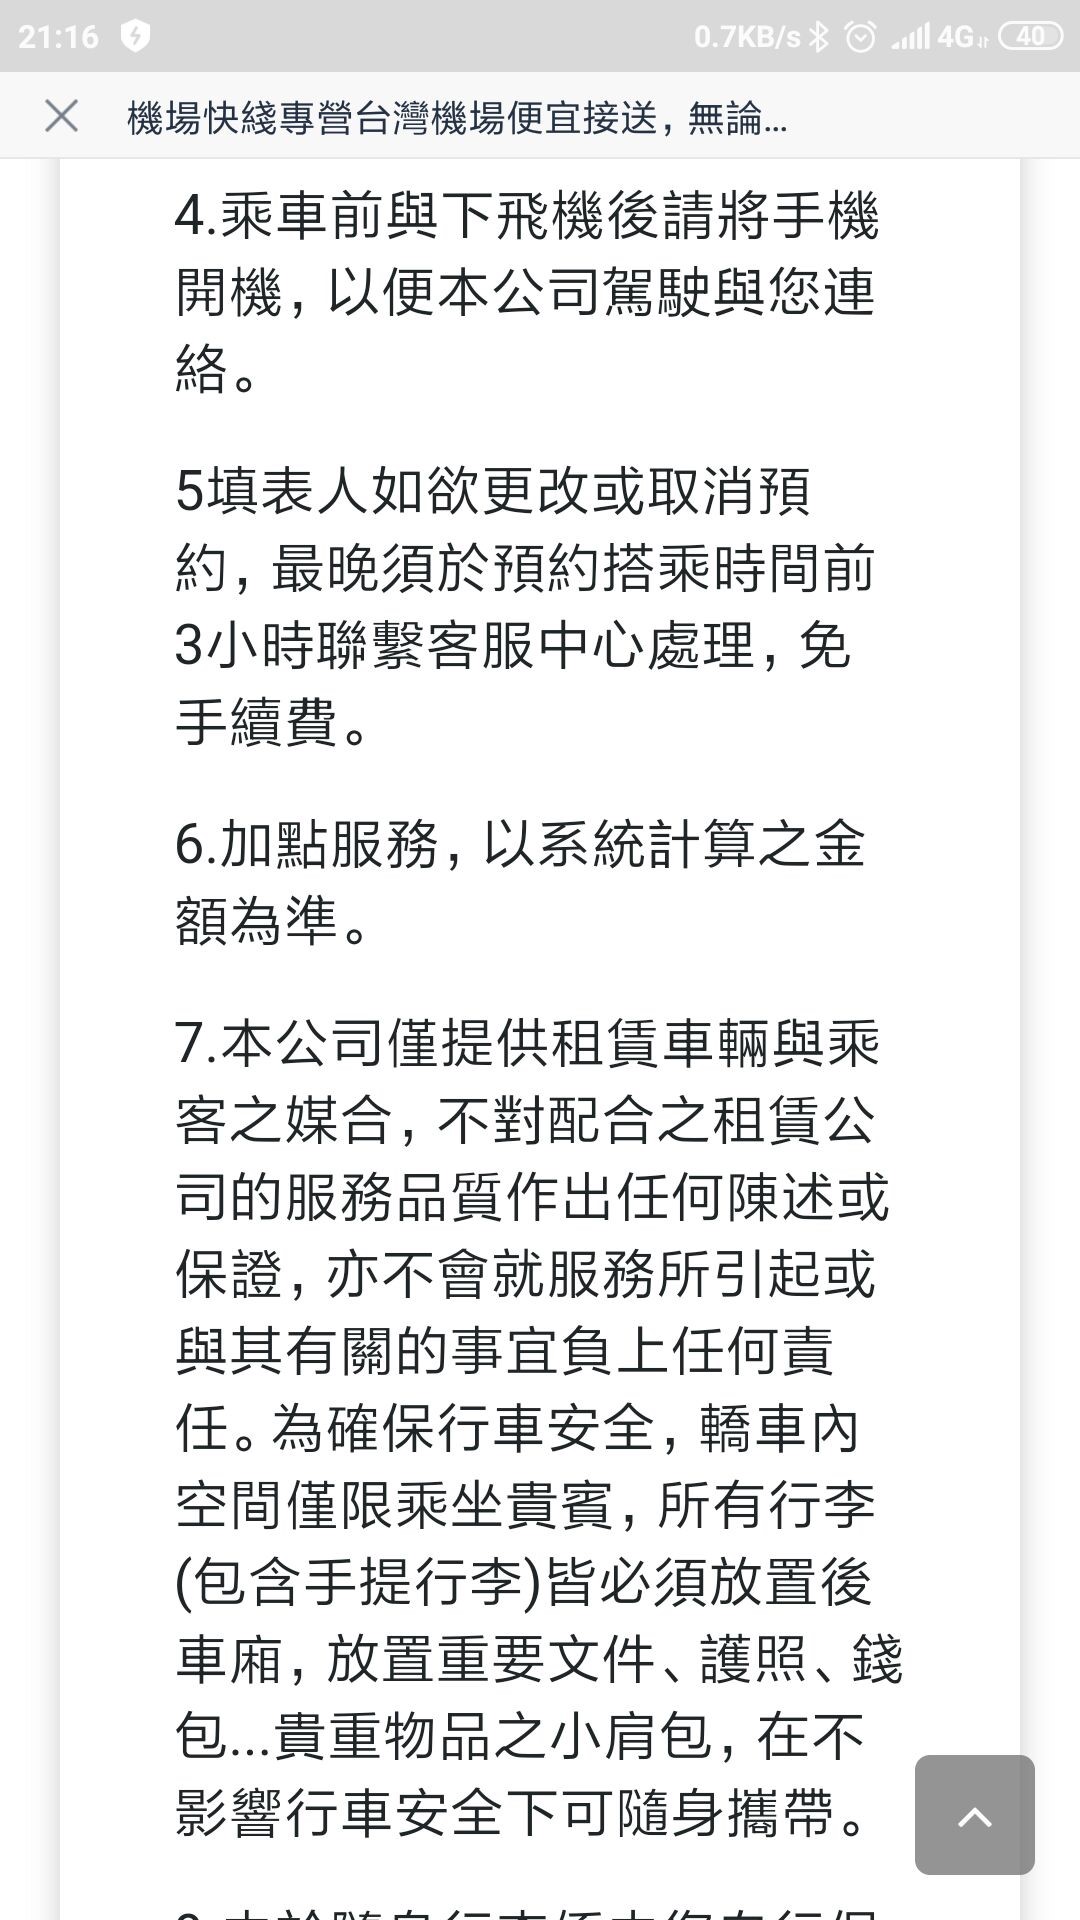 21:16
0.7KB/s 4G 40
機場快綫專營台灣機場便宜接送，無論...
4.乘車前與下飛機後請將手機
開機，以便本公司駕駛與您連
絡。
5填表人如欲更改或取消預
約，最晚須於預約搭乘時間前
3小時聯繫客服中心處理，免
手續費。
6.加點服務，以系統計算之金
額為準。
7.本公司僅提供租賃車輛與乘
客之媒合，不對配合之租賃公
司的服務品質作出任何陳述或
保證，亦不會就服務所引起或
與其有關的事宜負上任何責
任。為確保行車安全，轎車內
空間僅限乘坐貴賓，所有行李
(包含手提行李)皆必須放置後
車廂，放置重要文件、護照、錢
包...貴重物品之小肩包，在不
影響行車安全下可隨身攜帶。